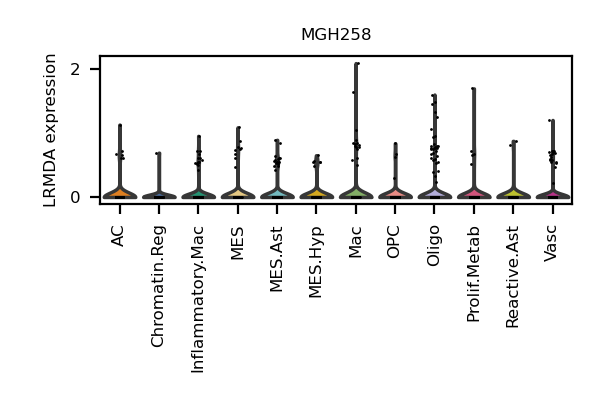 MGH258
LRMDA expression
2
0
AC
Chromatin.Reg
Inflammatory.Mac
MES
MES.Ast
MES.Hyp
Mac
OPC
Oligo
Prolif.Metab
Reactive.Ast
Vasc